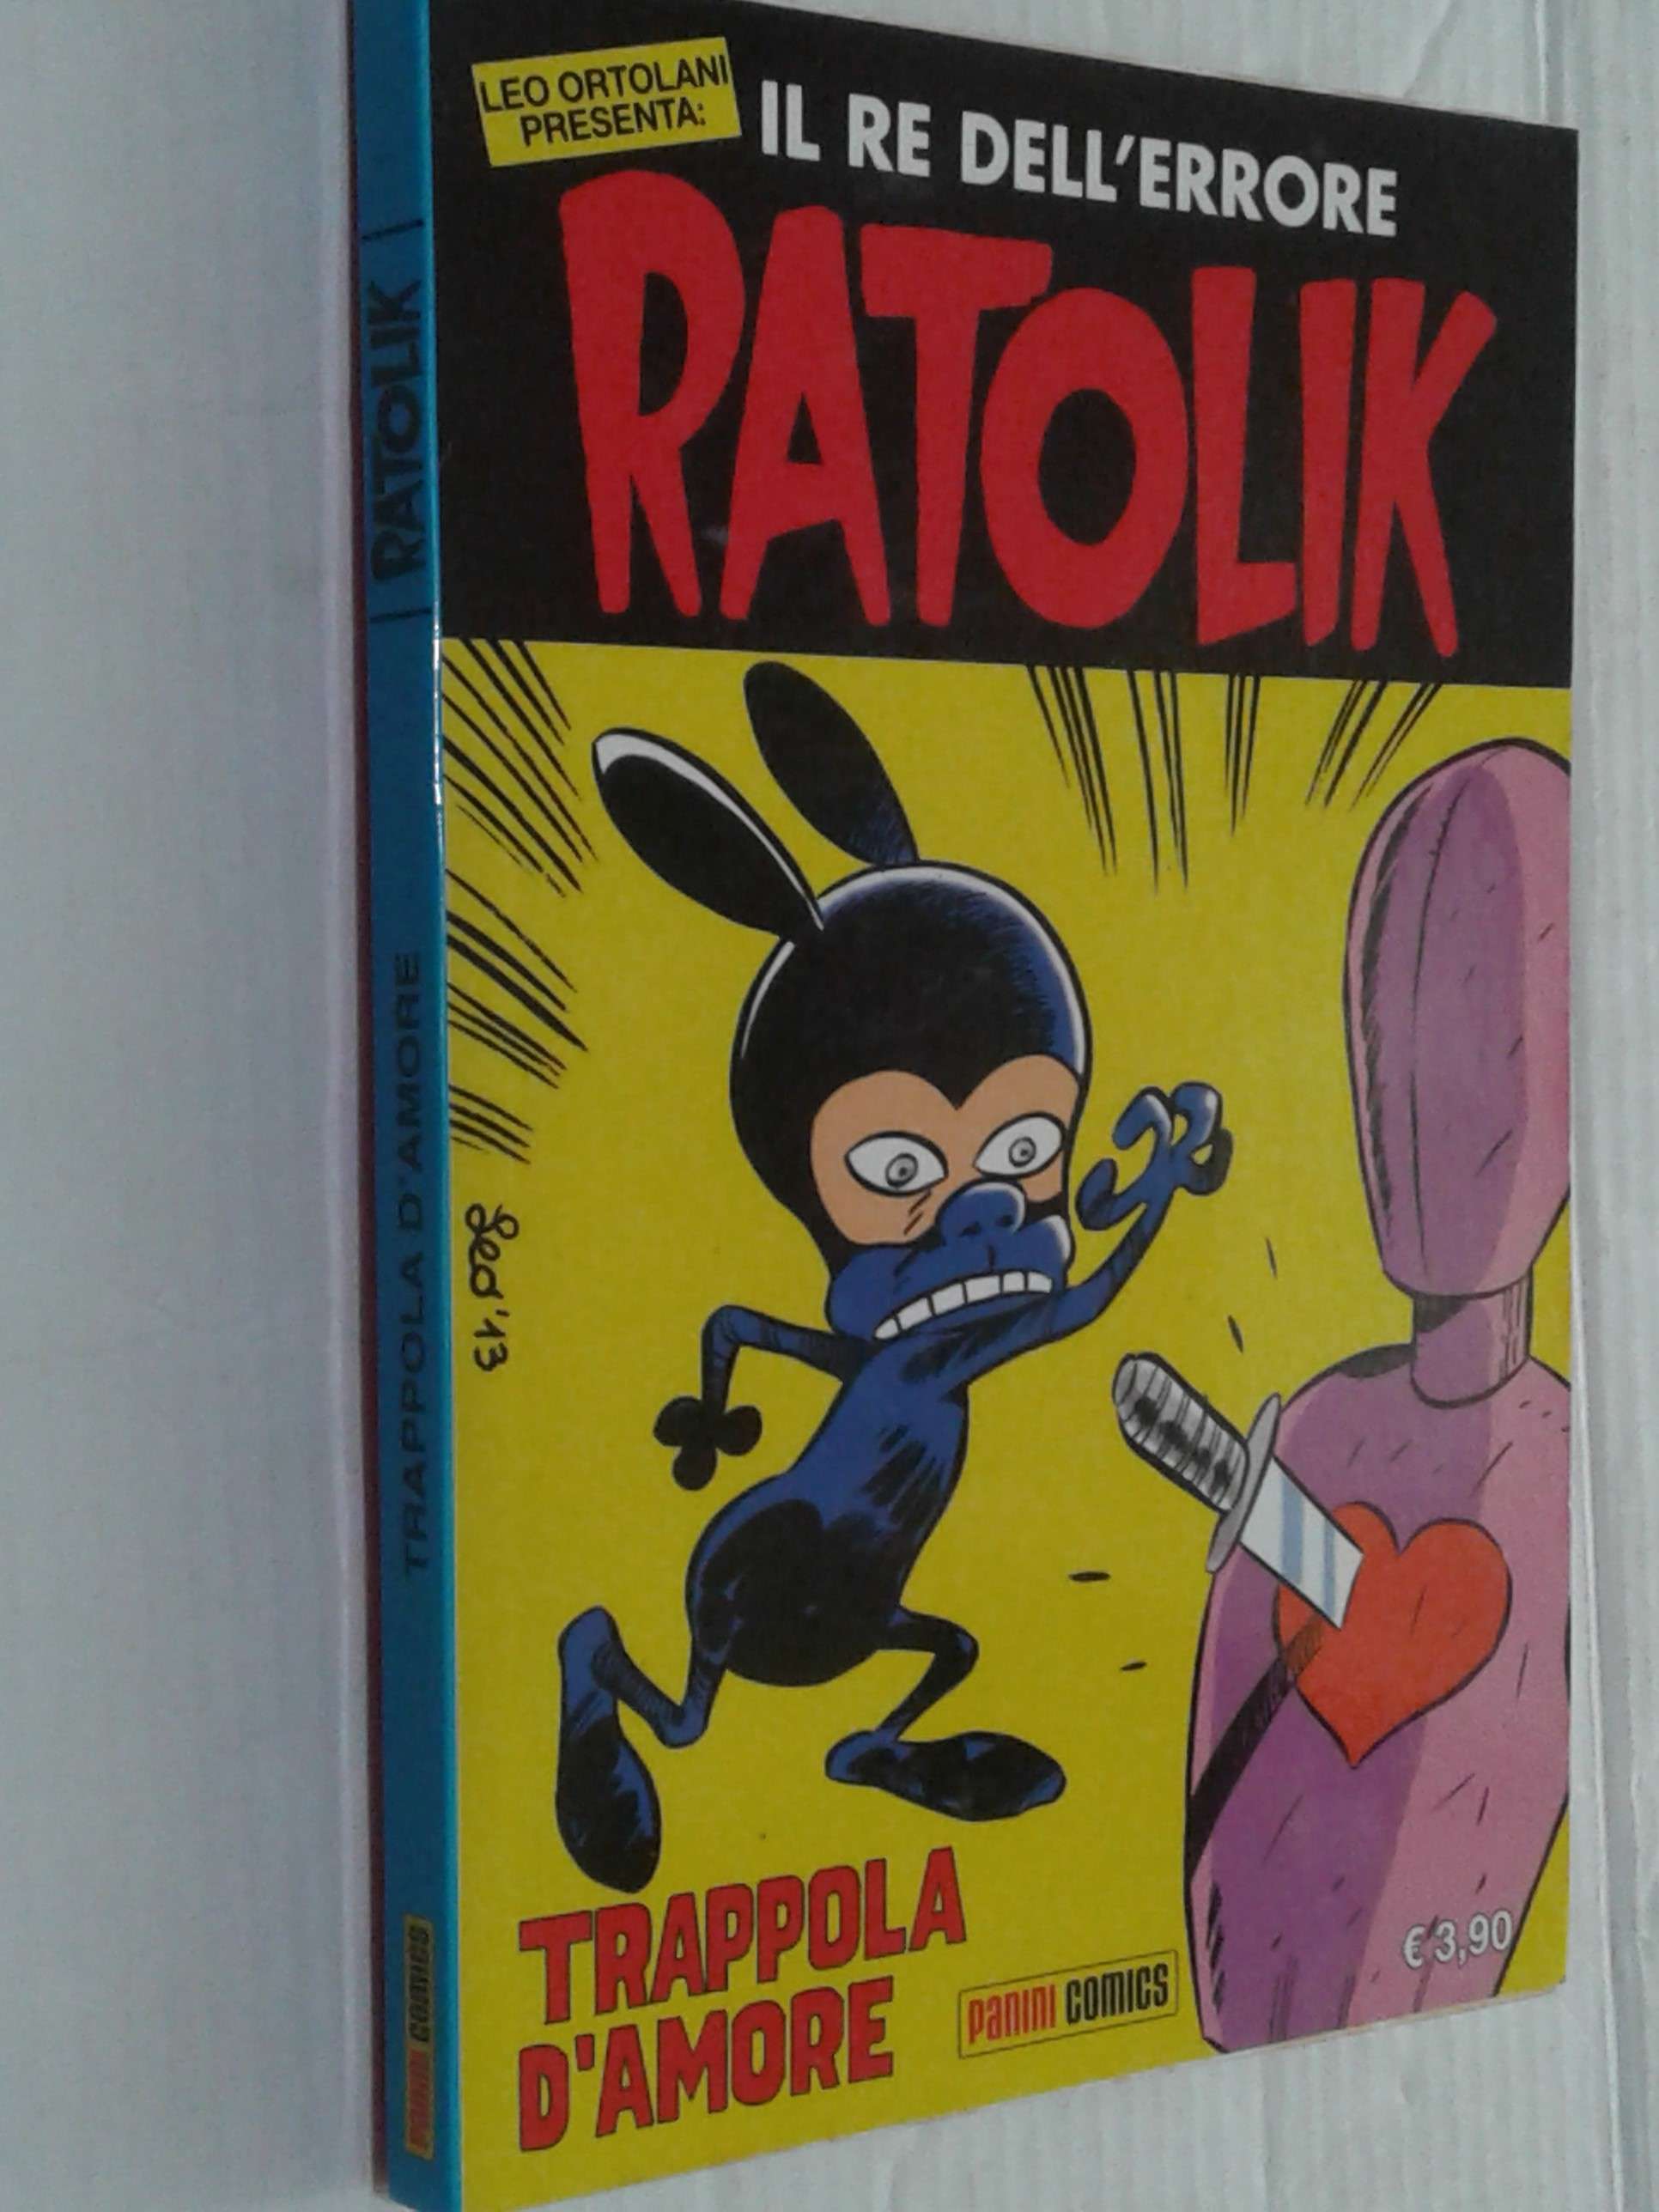 LEO ORTOLANI
PRESENTA:
IL RE DELL'ERRORE
RATOLIK
Leo'13
TRAPPOLA
D'AMORE
PANINI COMICS
€ 3,90
RATOLIK
TRAPPOLA D'AMORE
PANINI COMICS